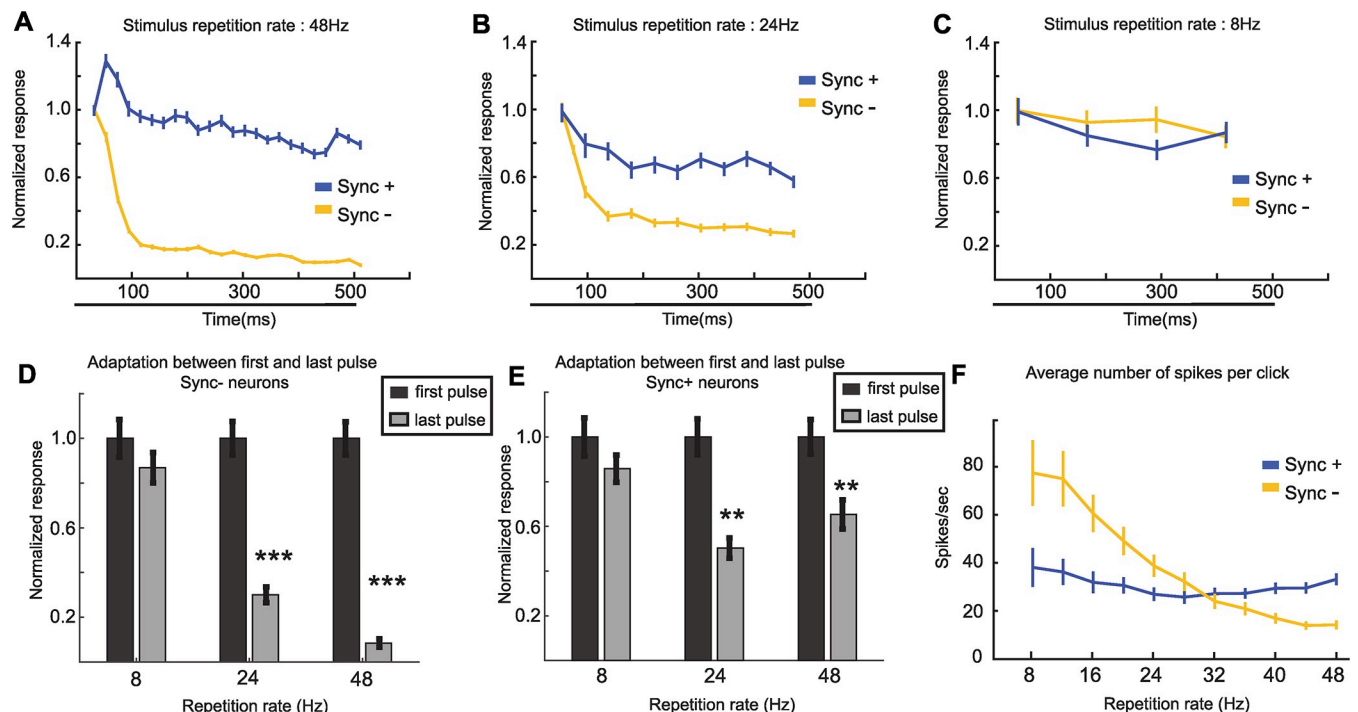 A
Stimulus repetition rate : 48Hz
Normalized response
1.4
1.0
0.6
0.2
Sync +
Sync -
100
300
500
Time(ms)
B
Stimulus repetition rate : 24Hz
Normalized response
1.4
1.0
0.6
0.2
Sync +
Sync -
100
300
500
Time(ms)
C
Stimulus repetition rate : 8Hz
Normalized response
1.4
1.0
0.6
0.2
Sync +
Sync -
100
300
500
Time(ms)
D
Adaptation between first and last pulse
Sync- neurons
first pulse
last pulse
Normalized response
1.0
0.6
0.2
***
***
8
24
48
Repetition rate (Hz)
E
Adaptation between first and last pulse
Sync+ neurons
first pulse
last pulse
Normalized response
1.0
0.6
0.2
**
**
8
24
48
Repetition rate (Hz)
F
Average number of spikes per click
Spikes/sec
80
60
40
20
0
Sync +
Sync -
8
16
24
32
40
48
Repetition rate (Hz)